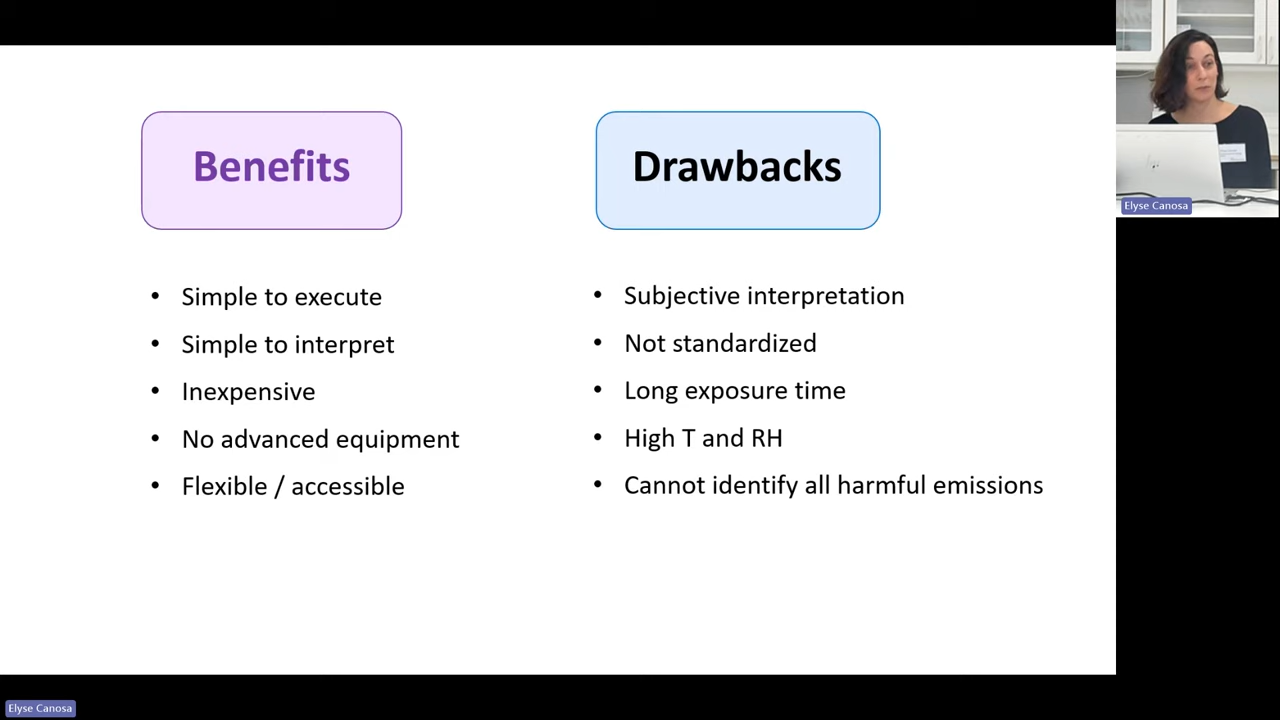 Benefits
Drawbacks
• Simple to execute
• Simple to interpret
• Inexpensive
• No advanced equipment
• Flexible / accessible
• Subjective interpretation
• Not standardized
• Long exposure time
• High T and RH
• Cannot identify all harmful emissions
Elyse Canosa
Elyse Canosa